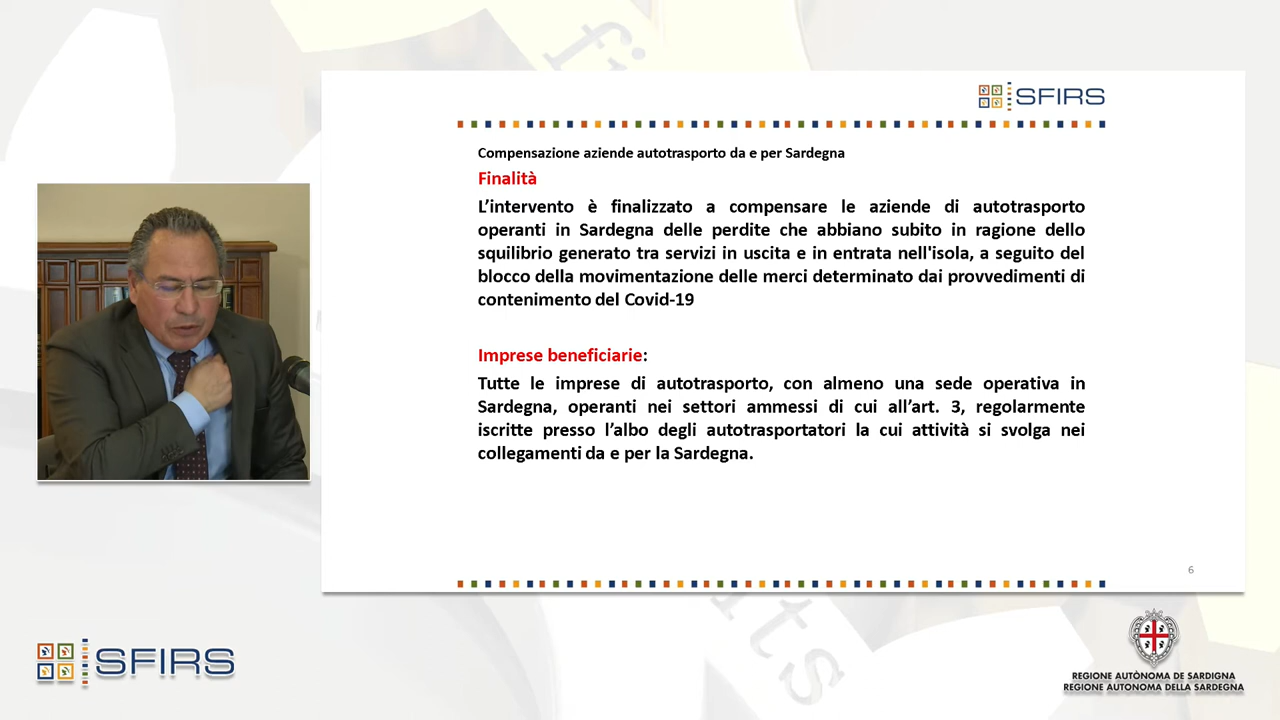 fi
SFIRS
Compensazione aziende autotrasporto da e per Sardegna
Finalità
L'intervento è finalizzato a compensare le aziende di autotrasporto
operanti in Sardegna delle perdite che abbiano subito in ragione dello
squilibrio generato tra servizi in uscita e in entrata nell'isola, a seguito del
blocco della movimentazione delle merci determinato dai provvedimenti di
contenimento del Covid-19
Imprese beneficiarie:
Tutte le imprese di autotrasporto, con almeno una sede operativa in
Sardegna, operanti nei settori ammessi di cui all'art. 3, regolarmente
iscritte presso l'albo degli autotrasportatori la cui attività si svolga nei
collegamenti da e per la Sardegna.
6
its
SFIRS
REGIONE AUTÒNOMA DE SARDIGNA
REGIONE AUTONOMA DELLA SARDEGNA